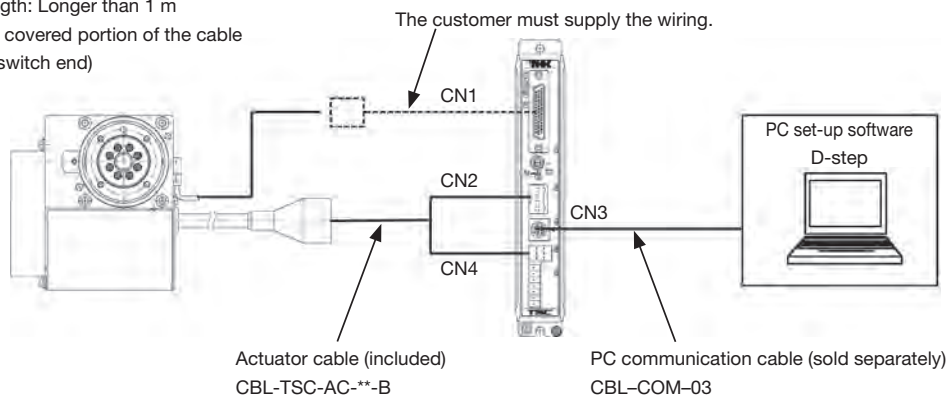 gth: Longer than 1 m
covered portion of the cable
switch end)
The customer must supply the wiring.
THK
CN1
PC set-up software
D-step
CN2
CN3
CN4
TSC
Actuator cable (included)
CBL-TSC-AC-**-B
PC communication cable (sold separately)
CBL–COM–03